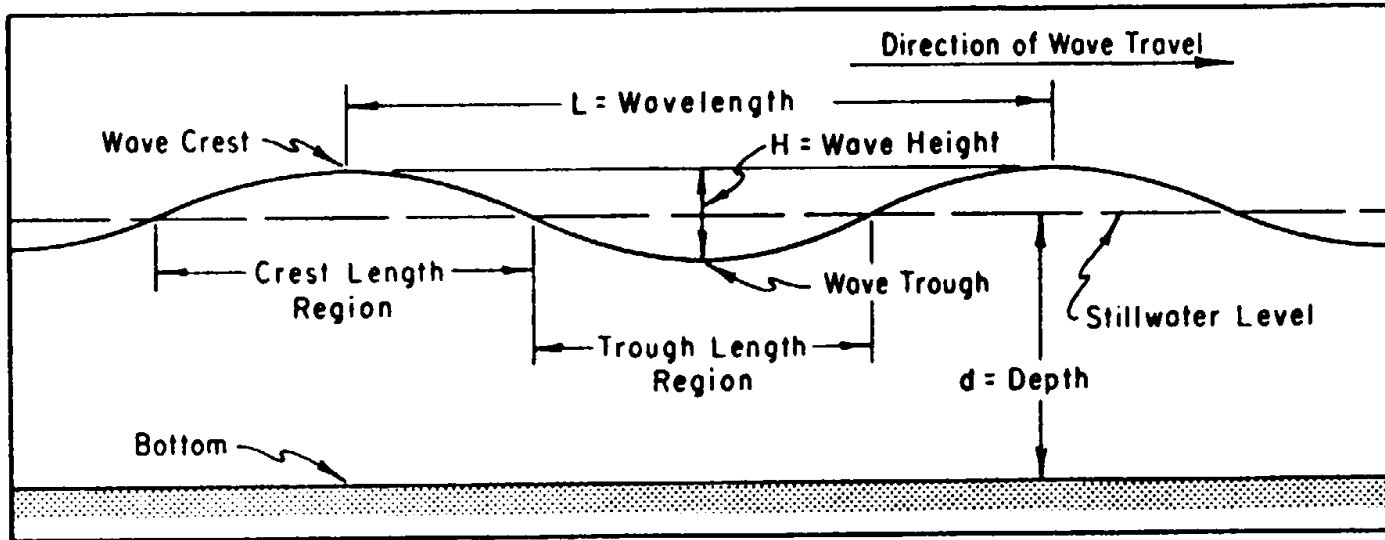 Direction of Wave Travel
L = Wavelength
Wave Crest
H = Wave Height
Crest Length
Region
Wave Trough
Stillwater Level
Trough Length
Region
d = Depth
Bottom